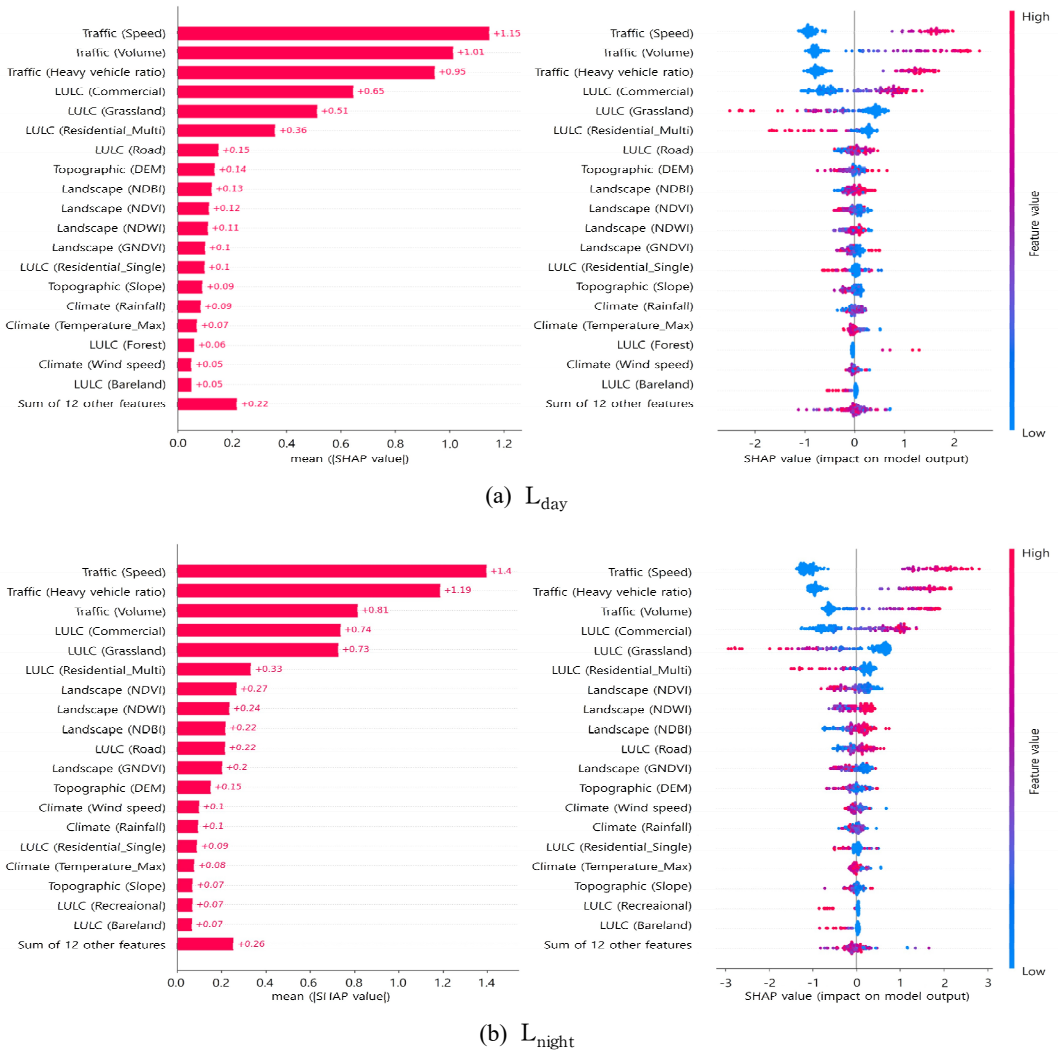 Traffic (Speed) +1.15
Traffic (Volume) +1.01
Traffic (Heavy vehicle ratio) +0.95
LULC (Commercial) +0.65
LULC (Grassland) +0.51
LULC (Residential_Multi) +0.36
LULC (Road) +0.15
Topographic (DEM) +0.14
Landscape (NDBI) +0.13
Landscape (NDVI) +0.12
Landscape (NDWI) +0.11
Landscape (GNDVI) +0.1
LULC (Residential_Single) +0.1
Topographic (Slope) +0.09
Climate (Rainfall) +0.09
Climate (Temperature_Max) +0.07
LULC (Forest) +0.06
Climate (Wind speed) +0.05
LULC (Bareland) +0.05
Sum of 12 other features +0.22
0.0 0.2 0.4 0.6 0.8 1.0 1.2
mean (|SHAP value|)
Traffic (Speed)
Traffic (Volume)
Traffic (Heavy vehicle ratio)
LULC (Commercial)
LULC (Grassland)
LULC (Residential_Multi)
LULC (Road)
Topographic (DEM)
Landscape (NDBI)
Landscape (NDVI)
Landscape (NDWI)
Landscape (GNDVI)
LULC (Residential_Single)
Topographic (Slope)
Climate (Rainfall)
Climate (Temperature_Max)
LULC (Forest)
Climate (Wind speed)
LULC (Bareland)
Sum of 12 other features
-2 -1 0 1 2
SHAP value (impact on model output)
High
Feature value
Low
(a) L_day
Traffic (Speed) +1.4
Traffic (Heavy vehicle ratio) +1.19
Traffic (Volume) +0.81
LULC (Commercial) +0.74
LULC (Grassland) +0.73
LULC (Residential_Multi) +0.33
Landscape (NDVI) +0.27
Landscape (NDWI) +0.24
Landscape (NDBI) +0.22
LULC (Road) +0.22
Landscape (GNDVI) +0.2
Topographic (DEM) +0.15
Climate (Wind speed) +0.1
Climate (Rainfall) +0.1
LULC (Residential_Single) +0.09
Climate (Temperature_Max) +0.08
Topographic (Slope) +0.07
LULC (Recreaional) +0.07
LULC (Bareland) +0.07
Sum of 12 other features +0.26
0.0 0.2 0.4 0.6 0.8 1.0 1.2 1.4
mean (|SHAP value|)
Traffic (Speed)
Traffic (Heavy vehicle ratio)
Traffic (Volume)
LULC (Commercial)
LULC (Grassland)
LULC (Residential_Multi)
Landscape (NDVI)
Landscape (NDWI)
Landscape (NDBI)
LULC (Road)
Landscape (GNDVI)
Topographic (DEM)
Climate (Wind speed)
Climate (Rainfall)
LULC (Residential_Single)
Climate (Temperature_Max)
Topographic (Slope)
LULC (Recreaional)
LULC (Bareland)
Sum of 12 other features
-3 -2 -1 0 1 2 3
SHAP value (impact on model output)
High
Feature value
Low
(b) L_night